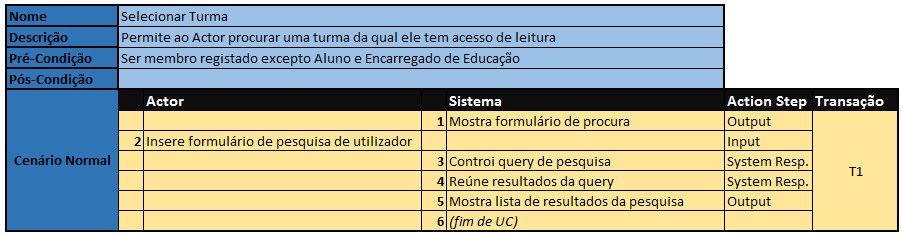 Nome Selecionar Turma
Descrição Permite ao Actor procurar uma turma da qual ele tem acesso de leitura
Pré-Condição Ser membro registado excepto Aluno e Encarregado de Educação
Pós-Condição
Actor Sistema Action Step Transação
1 Mostra formulário de procura Output
2 Insere formulário de pesquisa de utilizador Input
Cenário Normal 3 Controi query de pesquisa System Resp. T1
4 Reúne resultados da query System Resp.
5 Mostra lista de resultados da pesquisa Output
6 (fim de UC)